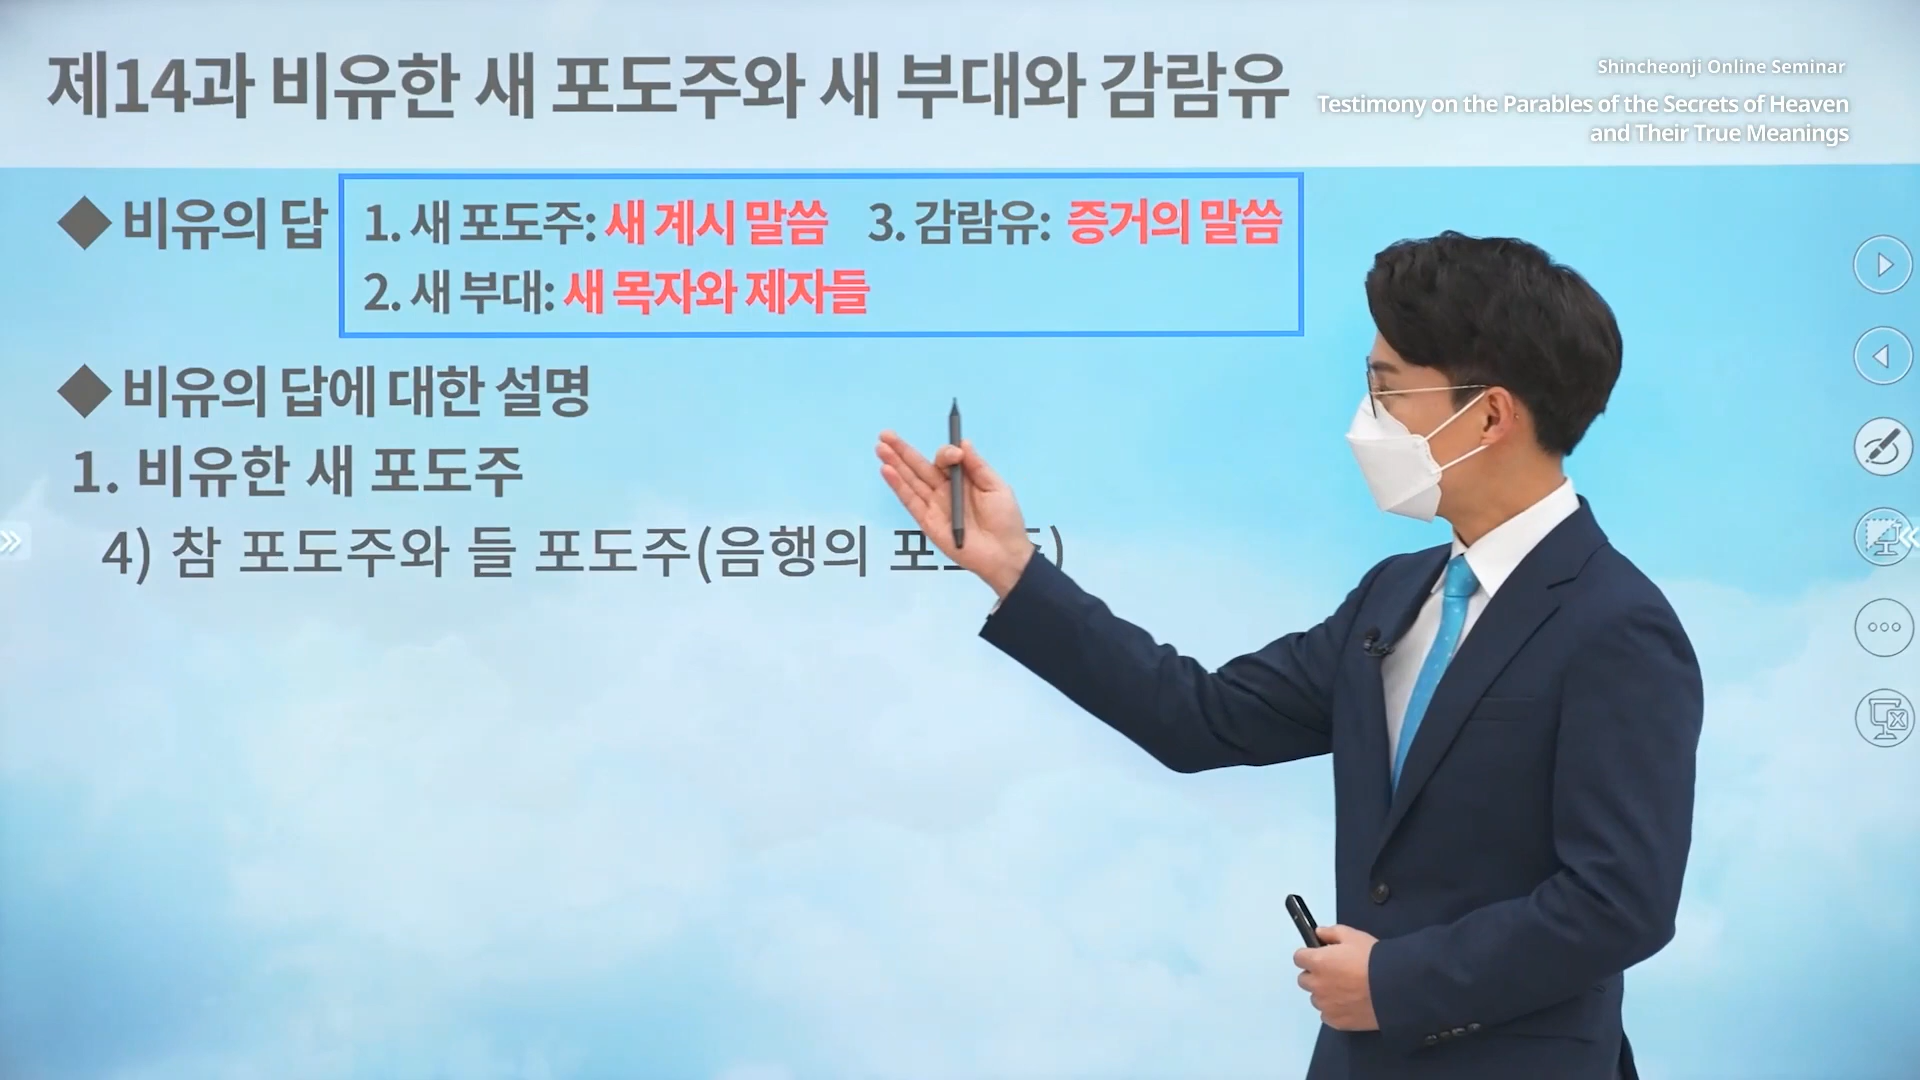 제14과 비유한 새 포도주와 새 부대와 감람유
Shincheonji Online Seminar
Testimony on the Parables of the Secrets of Heaven
and Their True Meanings
◆ 비유의 답
1. 새 포도주: 새 계시 말씀 3. 감람유: 증거의 말씀
2. 새 부대: 새 목자와 제자들
◆ 비유의 답에 대한 설명
1. 비유한 새 포도주
4) 참 포도주와 들 포도주(음행의